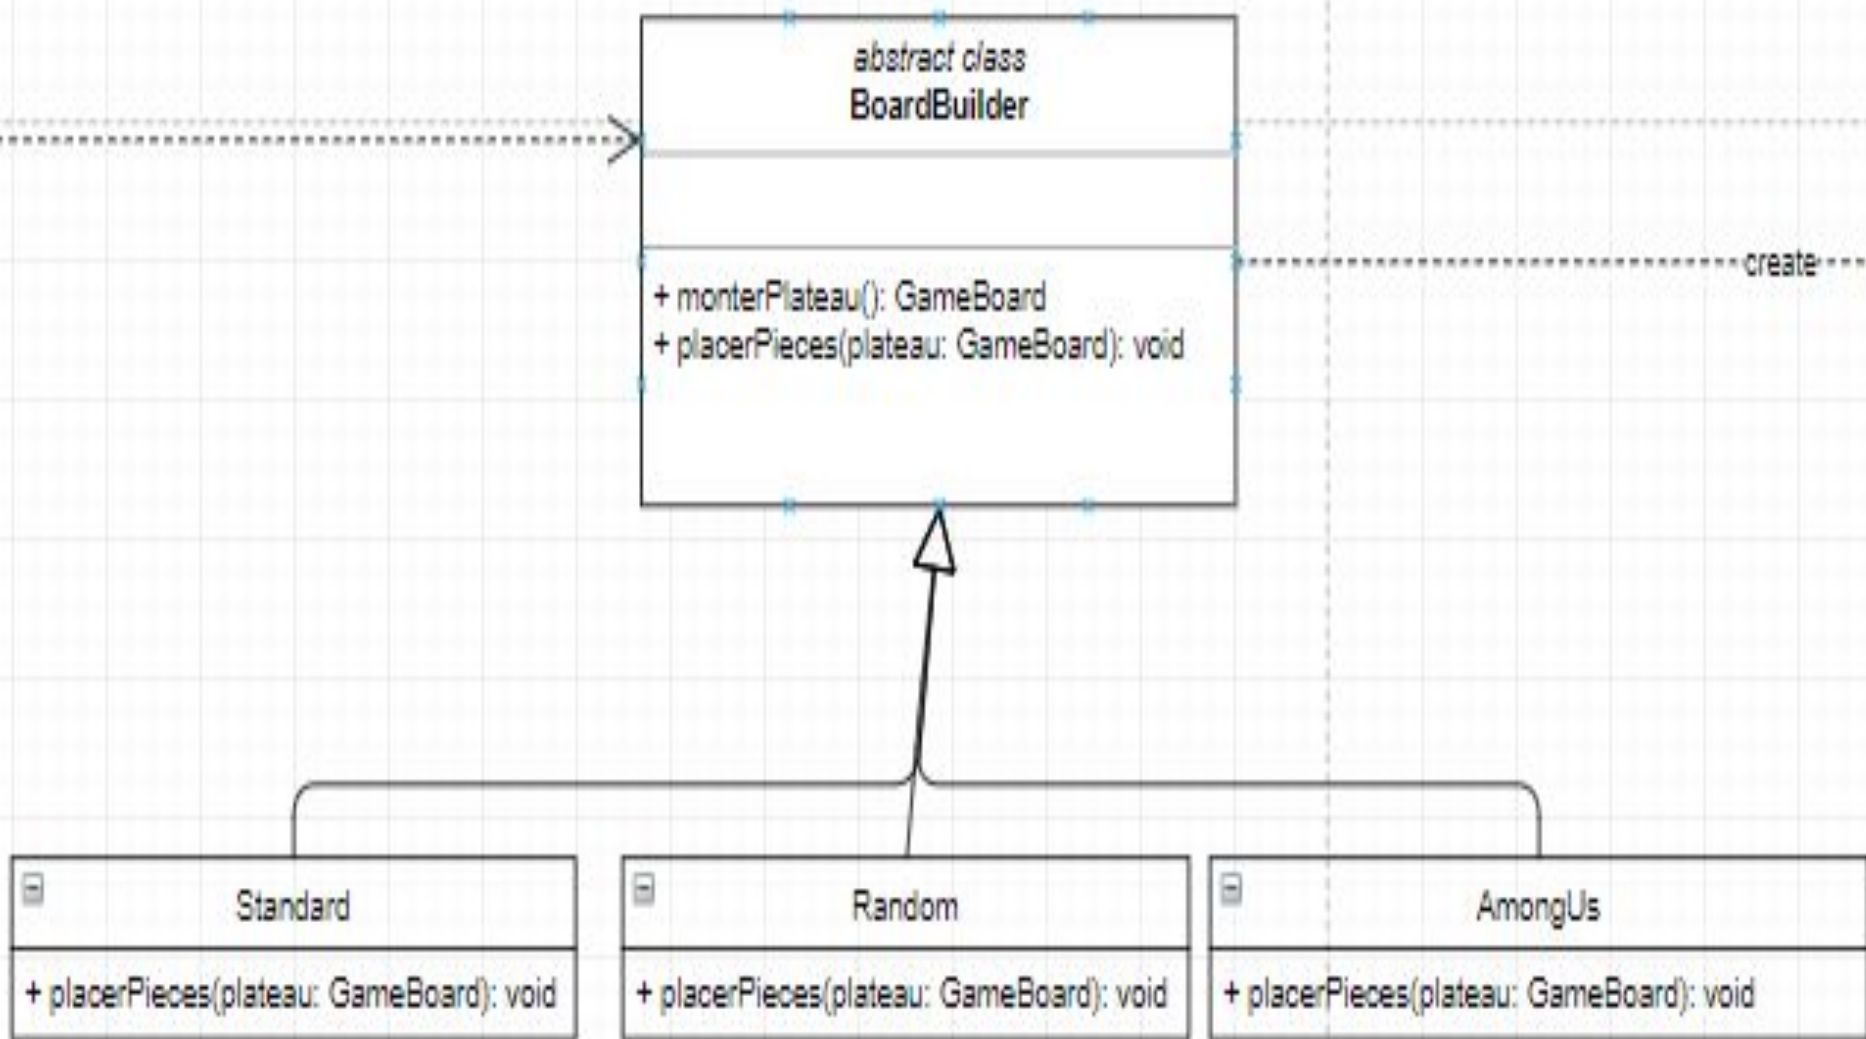 abstract class
BoardBuilder
+ monterPlateau(): GameBoard
+ placerPieces(plateau: GameBoard): void
create
Standard
Random
AmongUs
+ placerPieces(plateau: GameBoard): void
+ placerPieces(plateau: GameBoard): void
+ placerPieces(plateau: GameBoard): void